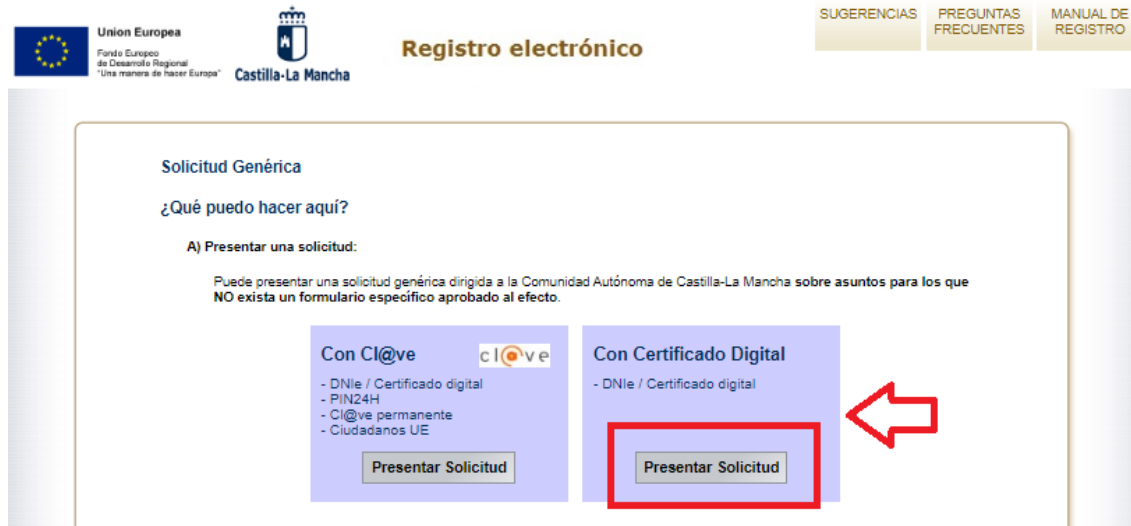 Union Europea
Fondo Europeo
de Desarrollo Regional
"Una manera de hacer Europa"
Castilla-La Mancha
Registro electrónico
SUGERENCIAS
PREGUNTAS
FRECUENTES
MANUAL DE
REGISTRO
Solicitud Genérica
¿Qué puedo hacer aquí?
A) Presentar una solicitud:
Puede presentar una solicitud genérica dirigida a la Comunidad Autónoma de Castilla-La Mancha sobre asuntos para los que
NO exista un formulario específico aprobado al efecto.
Con Cl@ve
cl@ve
- DNIe / Certificado digital
- PIN24H
- Cl@ve permanente
- Ciudadanos UE
Presentar Solicitud
Con Certificado Digital
- DNIe / Certificado digital
Presentar Solicitud